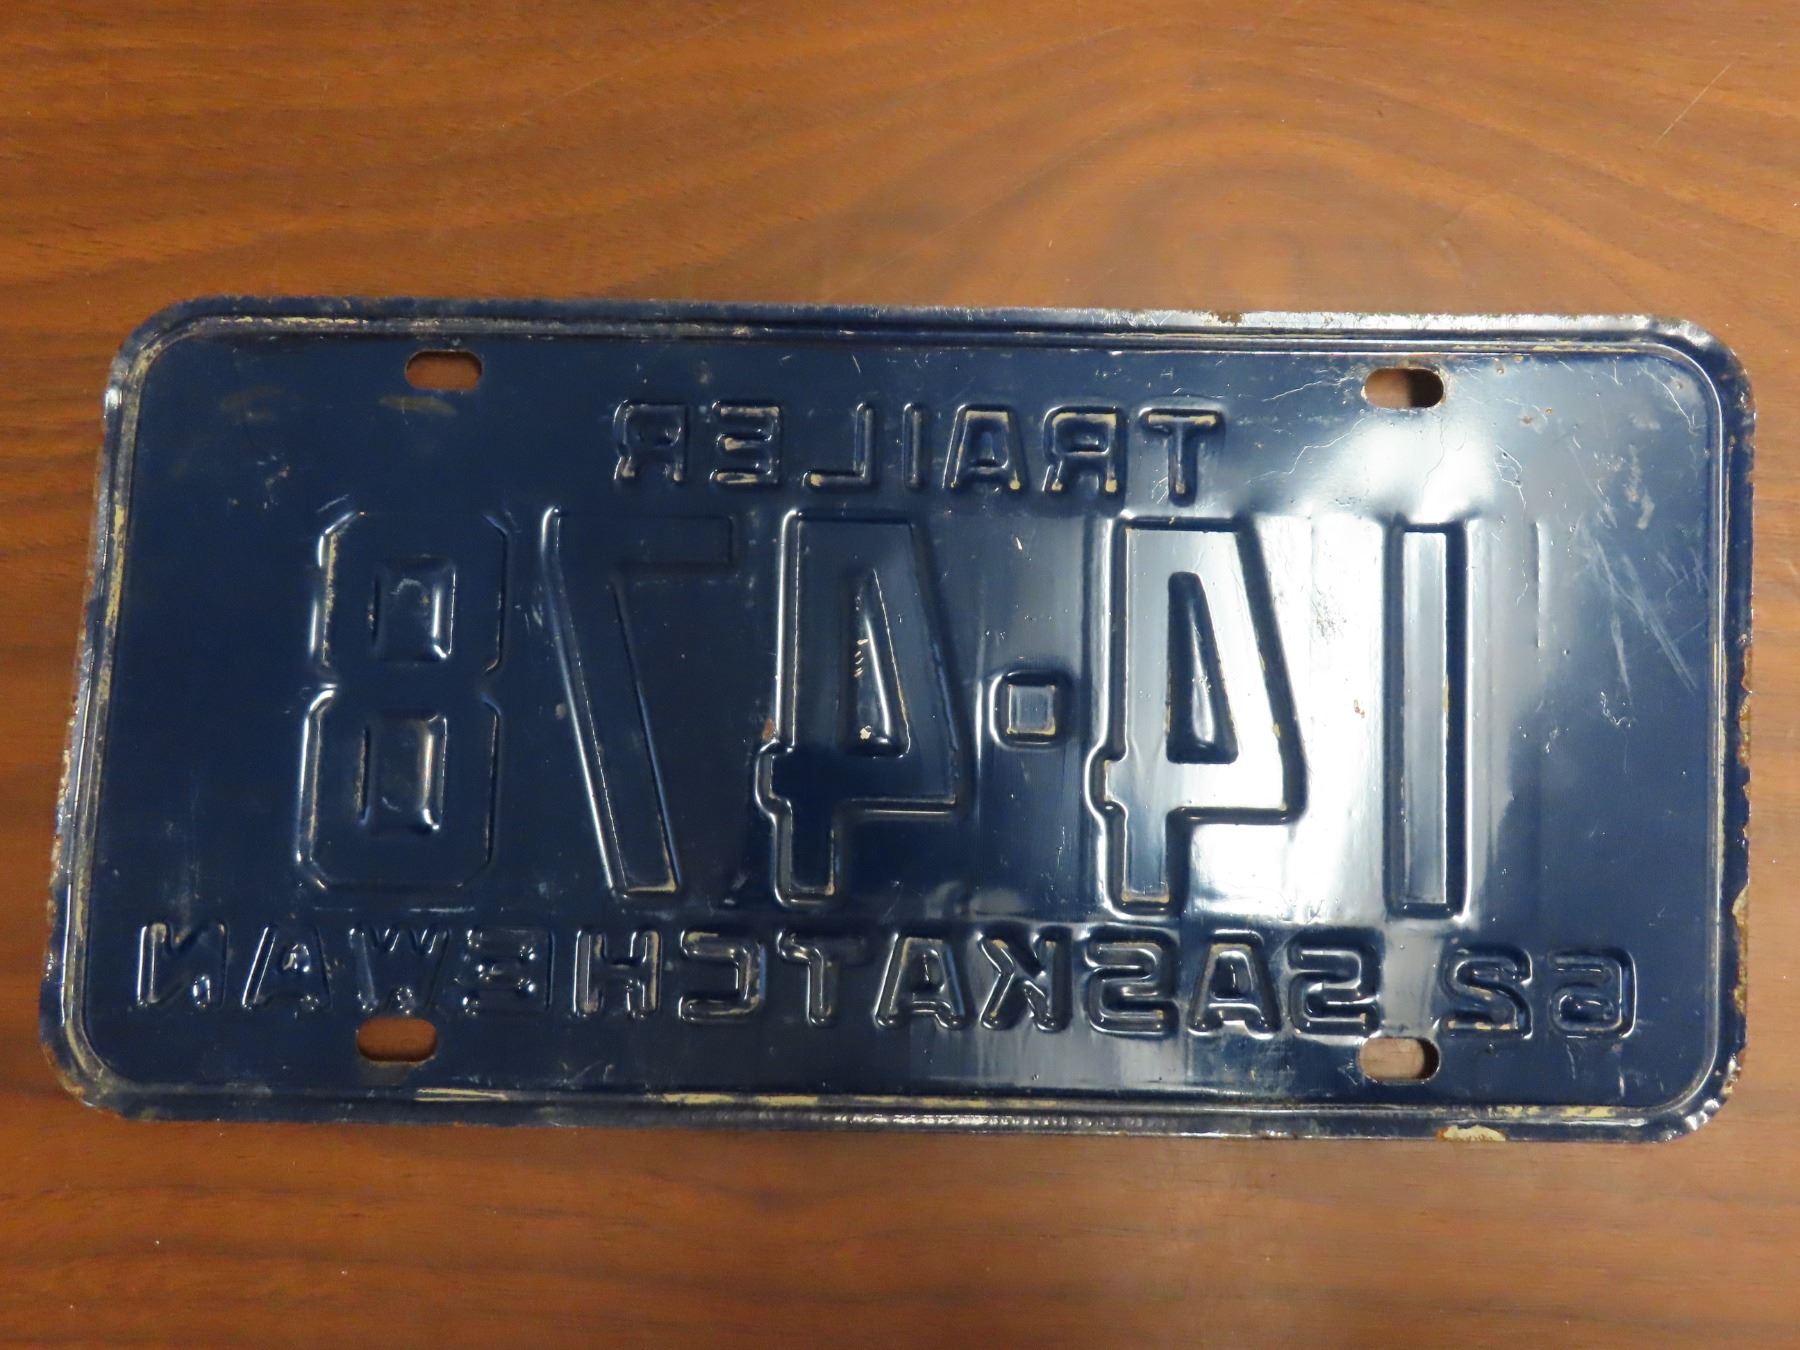 TRAILER
14·478
62 SASKATCHEWAN